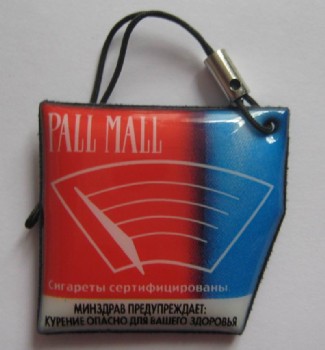 PALL MALL
Сигареты сертифицированы
МИНЗДРАВ ПРЕДУПРЕЖДАЕТ:
КУРЕНИЕ ОПАСНО ДЛЯ ВАШЕГО ЗДОРОВЬЯ